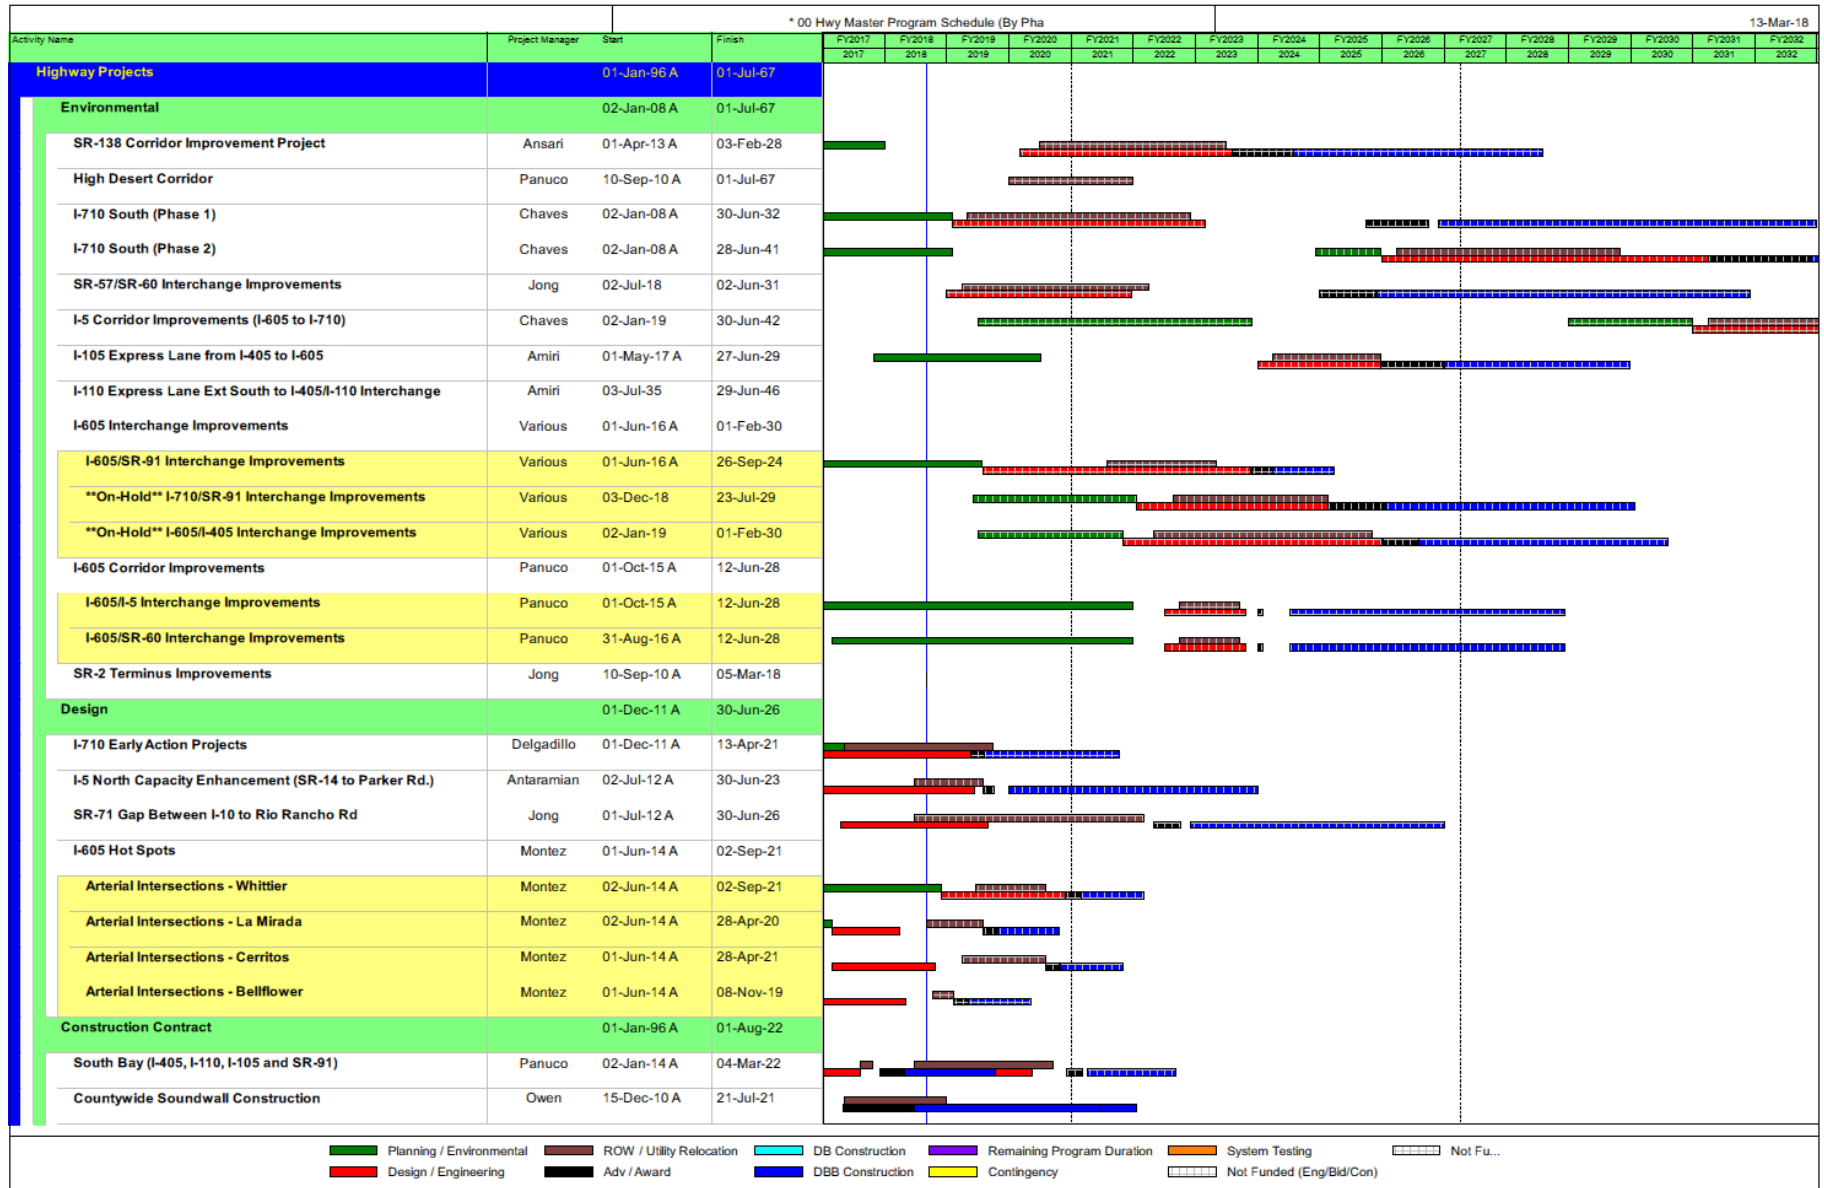 * 00 Hwy Master Program Schedule (By Pha 13-Mar-18
Activity Name Project Manager Start Finish FY2017 FY2018 FY2019 FY2020 FY2021 FY2022 FY2023 FY2024 FY2025 FY2026 FY2027 FY2028 FY2029 FY2030 FY2031 FY2032
2017 2018 2019 2020 2021 2022 2023 2024 2025 2026 2027 2028 2029 2030 2031 2032
Highway Projects 01-Jan-96 A 01-Jul-67
Environmental 02-Jan-08 A 01-Jul-67
SR-138 Corridor Improvement Project Ansari 01-Apr-13 A 03-Feb-28
High Desert Corridor Panuco 10-Sep-10 A 01-Jul-67
I-710 South (Phase 1) Chaves 02-Jan-08 A 30-Jun-32
I-710 South (Phase 2) Chaves 02-Jan-08 A 28-Jun-41
SR-57/SR-60 Interchange Improvements Jong 02-Jul-18 02-Jun-31
I-5 Corridor Improvements (I-605 to I-710) Chaves 02-Jan-19 30-Jun-42
I-105 Express Lane from I-405 to I-605 Amiri 01-May-17 A 27-Jun-29
I-110 Express Lane Ext South to I-405/I-110 Interchange Amiri 03-Jul-35 29-Jun-46
I-605 Interchange Improvements Various 01-Jun-16 A 01-Feb-30
I-605/SR-91 Interchange Improvements Various 01-Jun-16 A 26-Sep-24
**On-Hold** I-710/SR-91 Interchange Improvements Various 03-Dec-18 23-Jul-29
**On-Hold** I-605/I-405 Interchange Improvements Various 02-Jan-19 01-Feb-30
I-605 Corridor Improvements Panuco 01-Oct-15 A 12-Jun-28
I-605/I-5 Interchange Improvements Panuco 01-Oct-15 A 12-Jun-28
I-605/SR-60 Interchange Improvements Panuco 31-Aug-16 A 12-Jun-28
SR-2 Terminus Improvements Jong 10-Sep-10 A 05-Mar-18
Design 01-Dec-11 A 30-Jun-26
I-710 Early Action Projects Delgadillo 01-Dec-11 A 13-Apr-21
I-5 North Capacity Enhancement (SR-14 to Parker Rd.) Antaramian 02-Jul-12 A 30-Jun-23
SR-71 Gap Between I-10 to Rio Rancho Rd Jong 01-Jul-12 A 30-Jun-26
I-605 Hot Spots Montez 01-Jun-14 A 02-Sep-21
Arterial Intersections - Whittier Montez 02-Jun-14 A 02-Sep-21
Arterial Intersections - La Mirada Montez 02-Jun-14 A 28-Apr-20
Arterial Intersections - Cerritos Montez 01-Jun-14 A 28-Apr-21
Arterial Intersections - Bellflower Montez 01-Jun-14 A 08-Nov-19
Construction Contract 01-Jan-96 A 01-Aug-22
South Bay (I-405, I-110, I-105 and SR-91) Panuco 02-Jan-14 A 04-Mar-22
Countywide Soundwall Construction Owen 15-Dec-10 A 21-Jul-21
Planning / Environmental ROW / Utility Relocation DB Construction Remaining Program Duration System Testing Not Fu...
Design / Engineering Adv / Award DBB Construction Contingency Not Funded (Eng/Bid/Con)